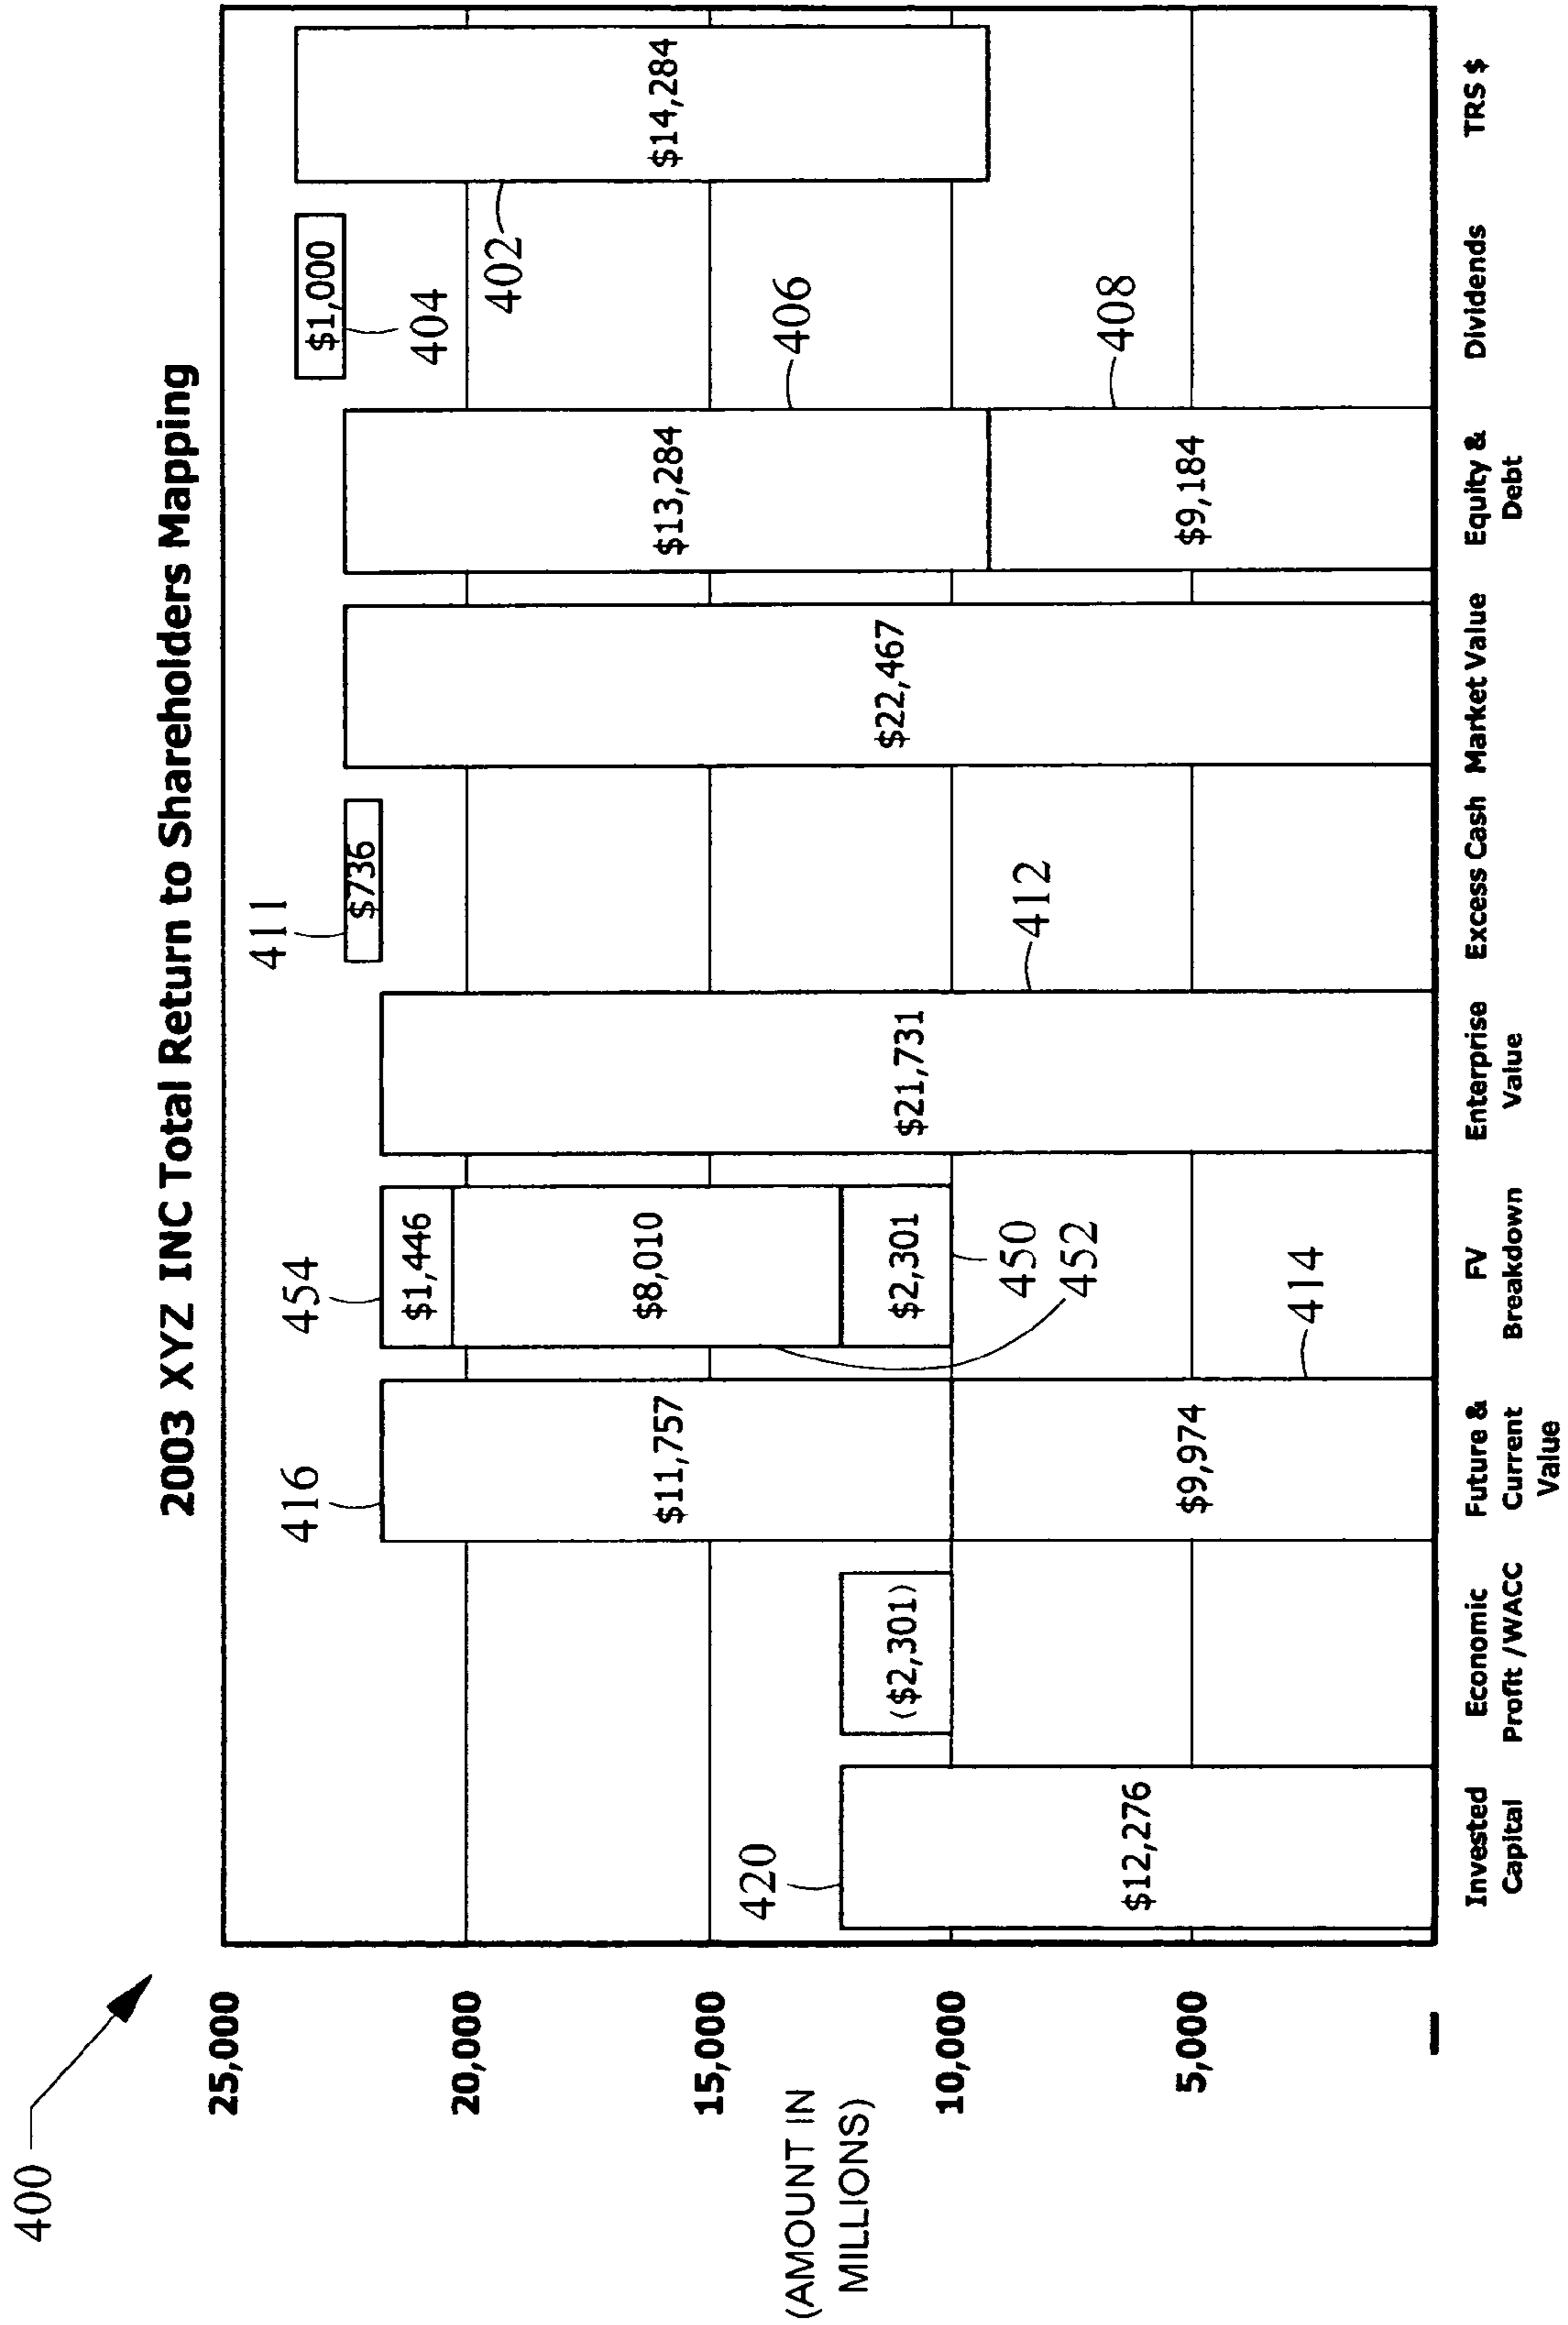 400
2003 XYZ INC Total Return to Shareholders Mapping
25,000
20,000
15,000
10,000
5,000
—
(AMOUNT IN
MILLIONS)
420
$12,276
($2,301)
416
$11,757
$9,974
414
454
$1,446
$8,010
$2,301
450
452
$21,731
412
411
$736
$22,467
$13,284
$9,184
406
408
$1,000
404
402
$14,284
Invested
Capital
Economic
Profit /WACC
Future &
Current
Value
FV
Breakdown
Enterprise
Value
Excess Cash
Market Value
Equity &
Debt
Dividends
TRS $